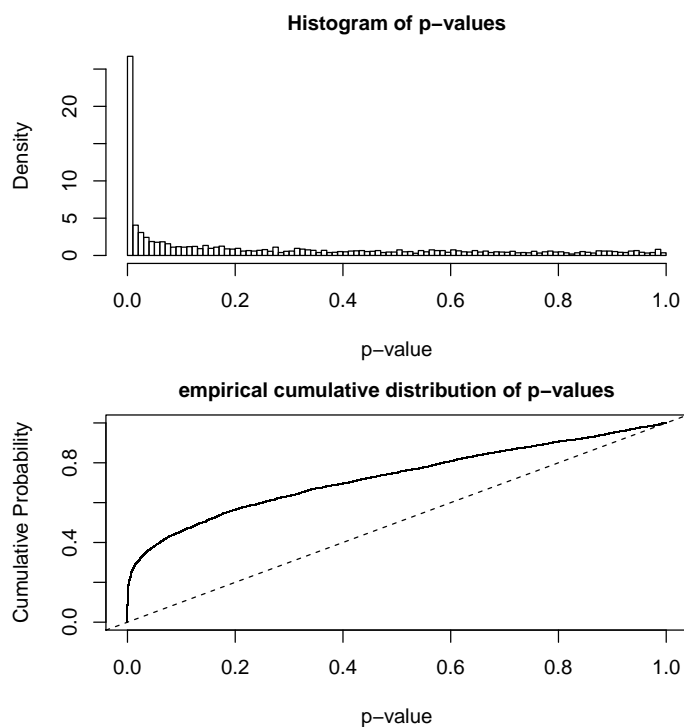 Histogram of p−values
Density
20
10
5
0
0.0 0.2 0.4 0.6 0.8 1.0
p−value
empirical cumulative distribution of p−values
Cumulative Probability
0.8
0.4
0.0
0.0 0.2 0.4 0.6 0.8 1.0
p−value